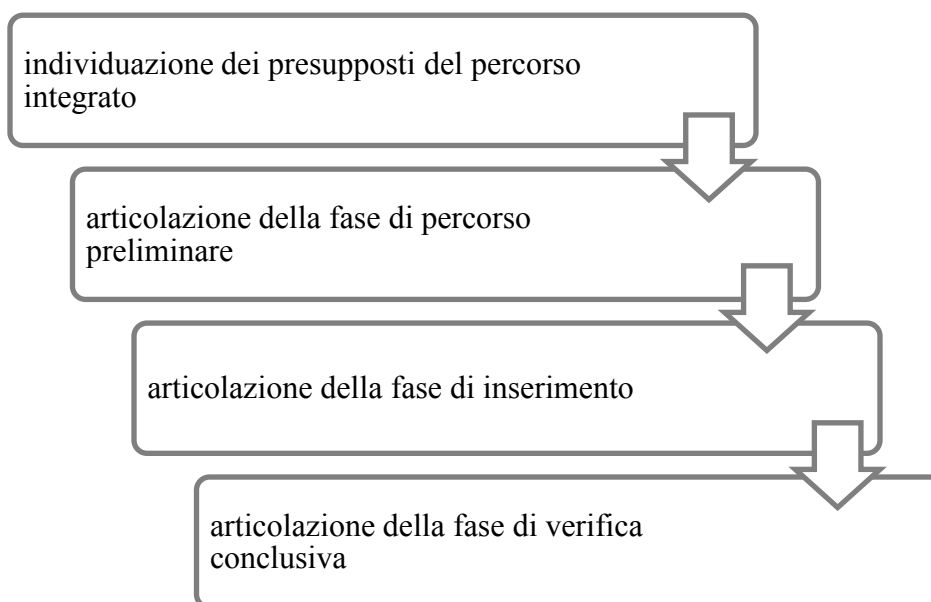 individuazione dei presupposti del percorso
integrato
articolazione della fase di percorso
preliminare
articolazione della fase di inserimento
articolazione della fase di verifica
conclusiva